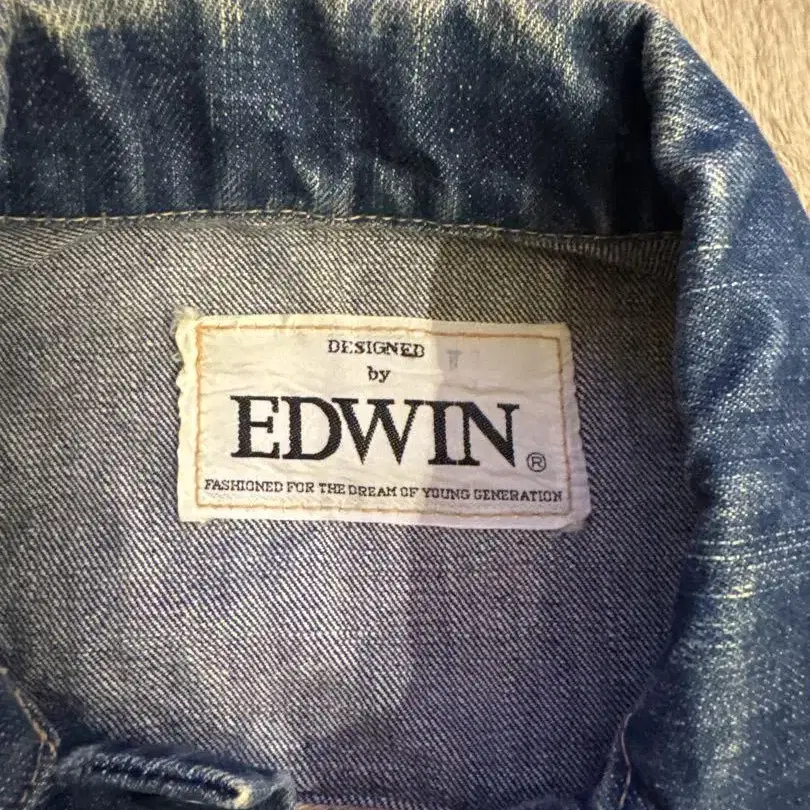 DESIGNED
by
EDWIN®
FASHIONED FOR THE DREAM OF YOUNG GENERATION